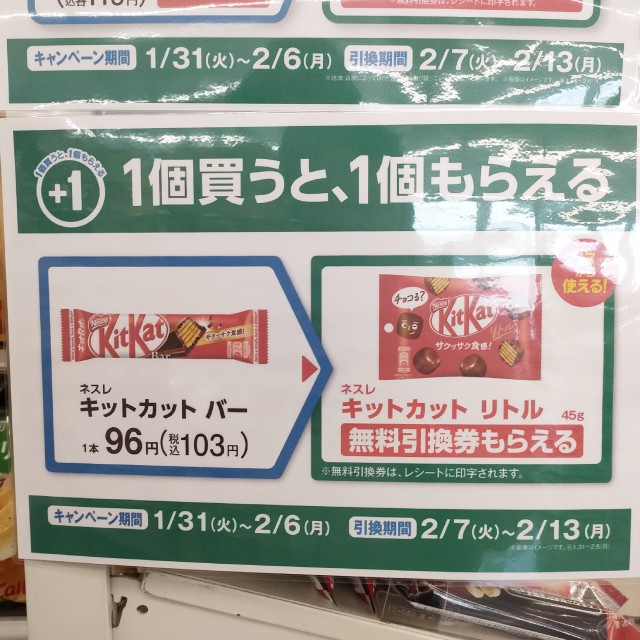 キャンペーン期間 1/31(火)~2/6(月) 引換期間 2/7(火)~2/13(月)
1個買うと、1個もらえる
+1
1個買うと、1個もらえる
使える!
Nestle
KitKat
Bar
サクサク食感!
チョコる?
Nestle
KitKat
リトル
サクッサク食感!
ネスレ
キットカット バー
1本 96円(税込103円)
ネスレ
キットカット リトル 45g
無料引換券もらえる
※無料引換券は、レシートに印字されます。
キャンペーン期間 1/31(火)~2/6(月) 引換期間 2/7(火)~2/13(月)